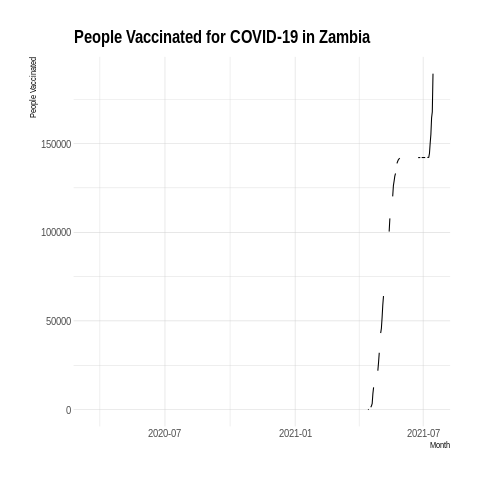 People Vaccinated for COVID-19 in Zambia
People Vaccinated
150000
100000
50000
0
2020-07
2021-01
2021-07
Month